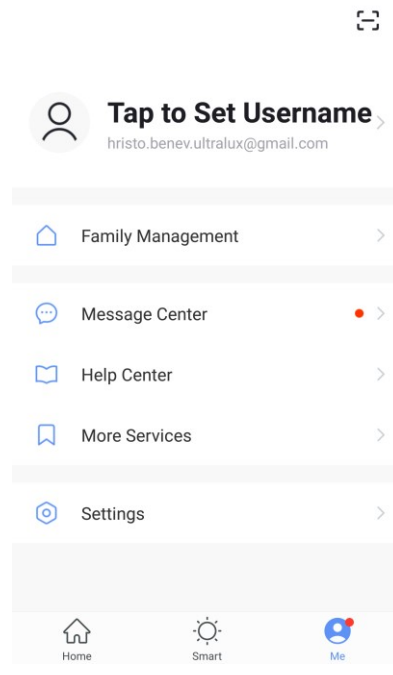 Tap to Set Username
hristo.benev.ultralux@gmail.com
Family Management
Message Center
Help Center
More Services
Settings
Home
Smart
Me